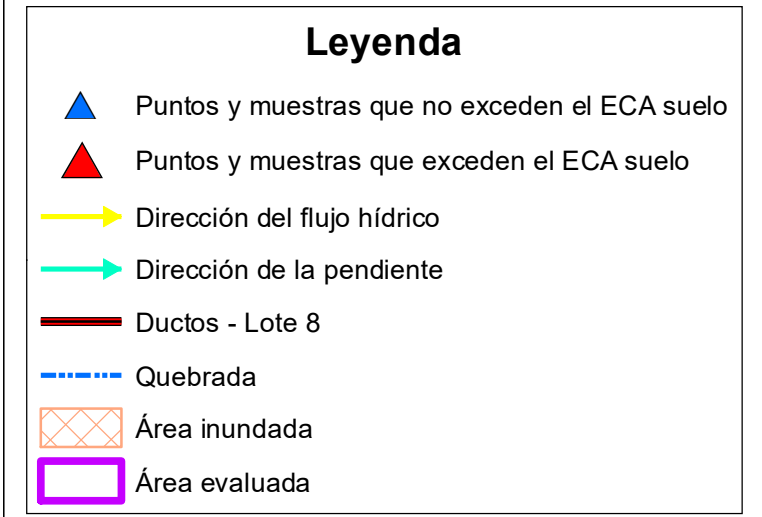 Leyenda
Puntos y muestras que no exceden el ECA suelo
Puntos y muestras que exceden el ECA suelo
Dirección del flujo hídrico
Dirección de la pendiente
Ductos - Lote 8
Quebrada
Área inundada
Área evaluada